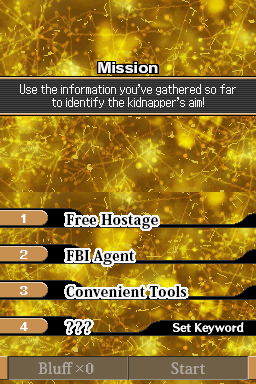 Mission
Use the information you've gathered so far
to identify the kidnapper's aim!
1 Free Hostage
2 FBI Agent
3 Convenient Tools
4 ???
Set Keyword
Bluff×0
Start